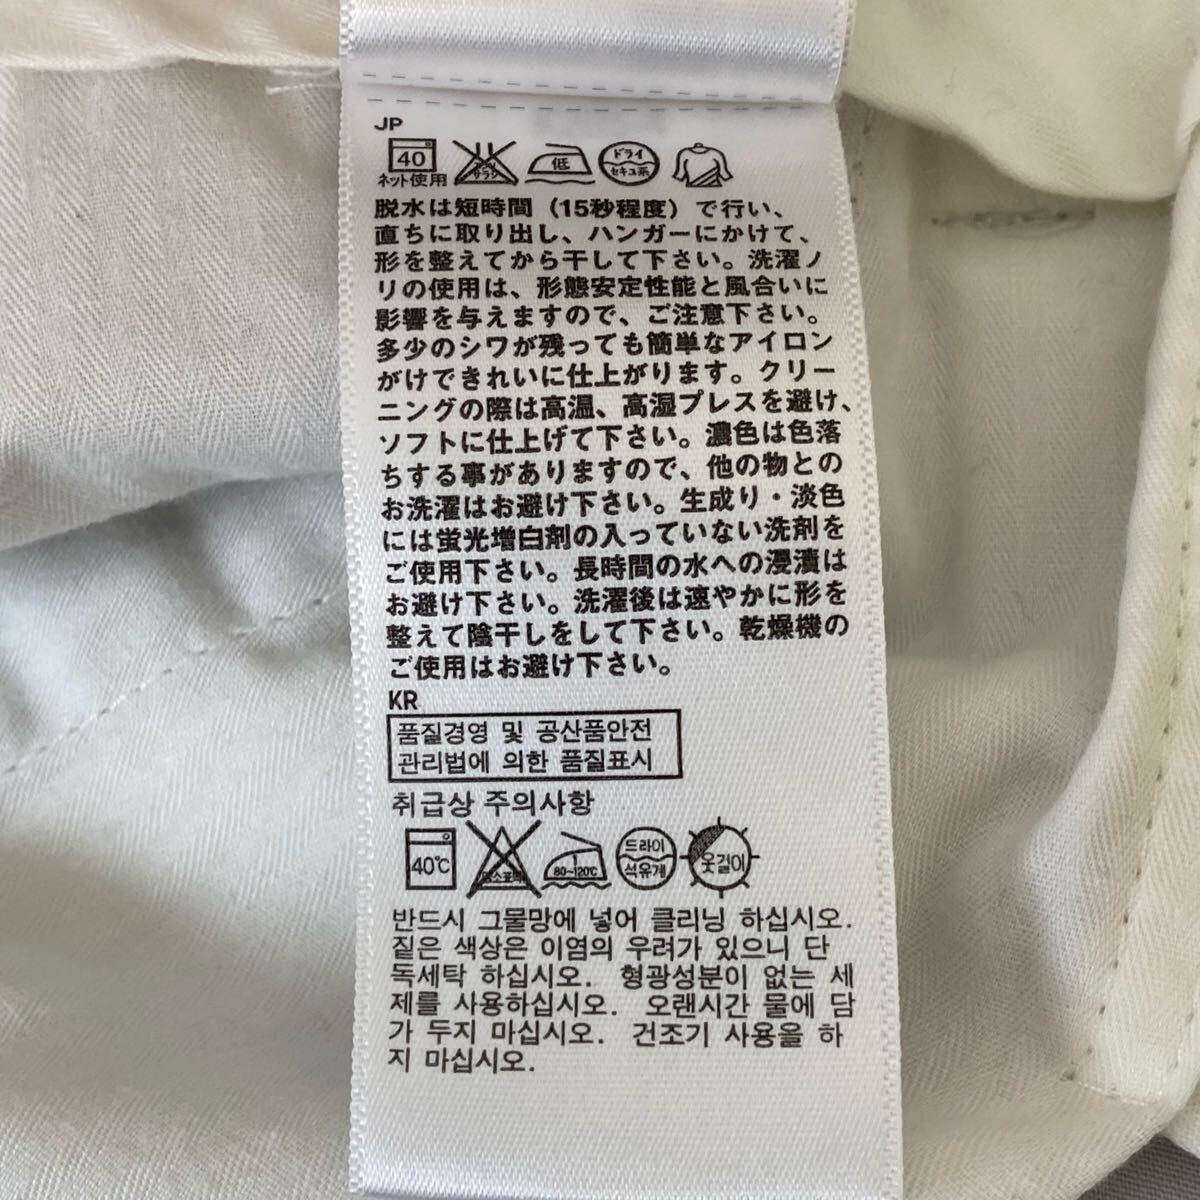 JP
40
ネット使用
低
ドライ
セキユ系
脱水は短時間（15秒程度）で行い、
直ちに取り出し、ハンガーにかけて、
形を整えてから干して下さい。洗濯ノ
リの使用は、形態安定性能と風合いに
影響を与えますので、ご注意下さい。
多少のシワが残っても簡単なアイロン
がけできれいに仕上がります。クリー
ニングの際は高温、高湿プレスを避け、
ソフトに仕上げて下さい。濃色は色落
ちする事がありますので、他の物との
お洗濯はお避け下さい。生成り・淡色
には蛍光増白剤の入っていない洗剤を
ご使用下さい。長時間の水への浸漬は
お避け下さい。洗濯後は速やかに形を
整えて陰干しをして下さい。乾燥機の
ご使用はお避け下さい。
KR
품질경영 및 공산품안전
관리법에 의한 품질표시
취급상 주의사항
40℃
80~120℃
드라이
석유계
옷걸이
반드시 그물망에 넣어 클리닝 하십시오.
짙은 색상은 이염의 우려가 있으니 단
독세탁 하십시오. 형광성분이 없는 세
제를 사용하십시오. 오랜시간 물에 담
가 두지 마십시오. 건조기 사용을 하
지 마십시오.